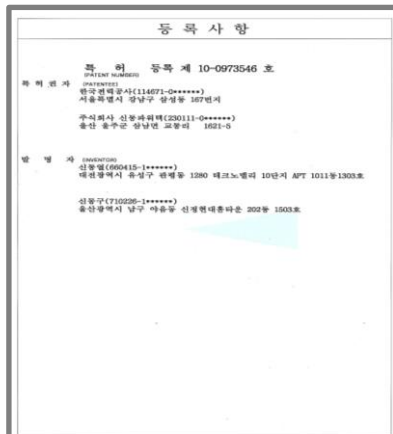 등록사항
특 허 등록 제 10-0973546 호
(PATENT NUMBER)
특 허 권 자 (PATENTEE)
한국전력공사(114671-0******)
서울특별시 강남구 삼성동 167번지
주식회사 신동파워텍(230111-0******)
울산 울주군 삼남면 교동리 1621-5
발 명 자 (INVENTOR)
신동열(660415-1******)
대전광역시 유성구 관평동 1280 테크노밸리 10단지 APT 1011동1303호
신동구(710226-1******)
울산광역시 남구 야음동 신정현대홈타운 202동 1503호